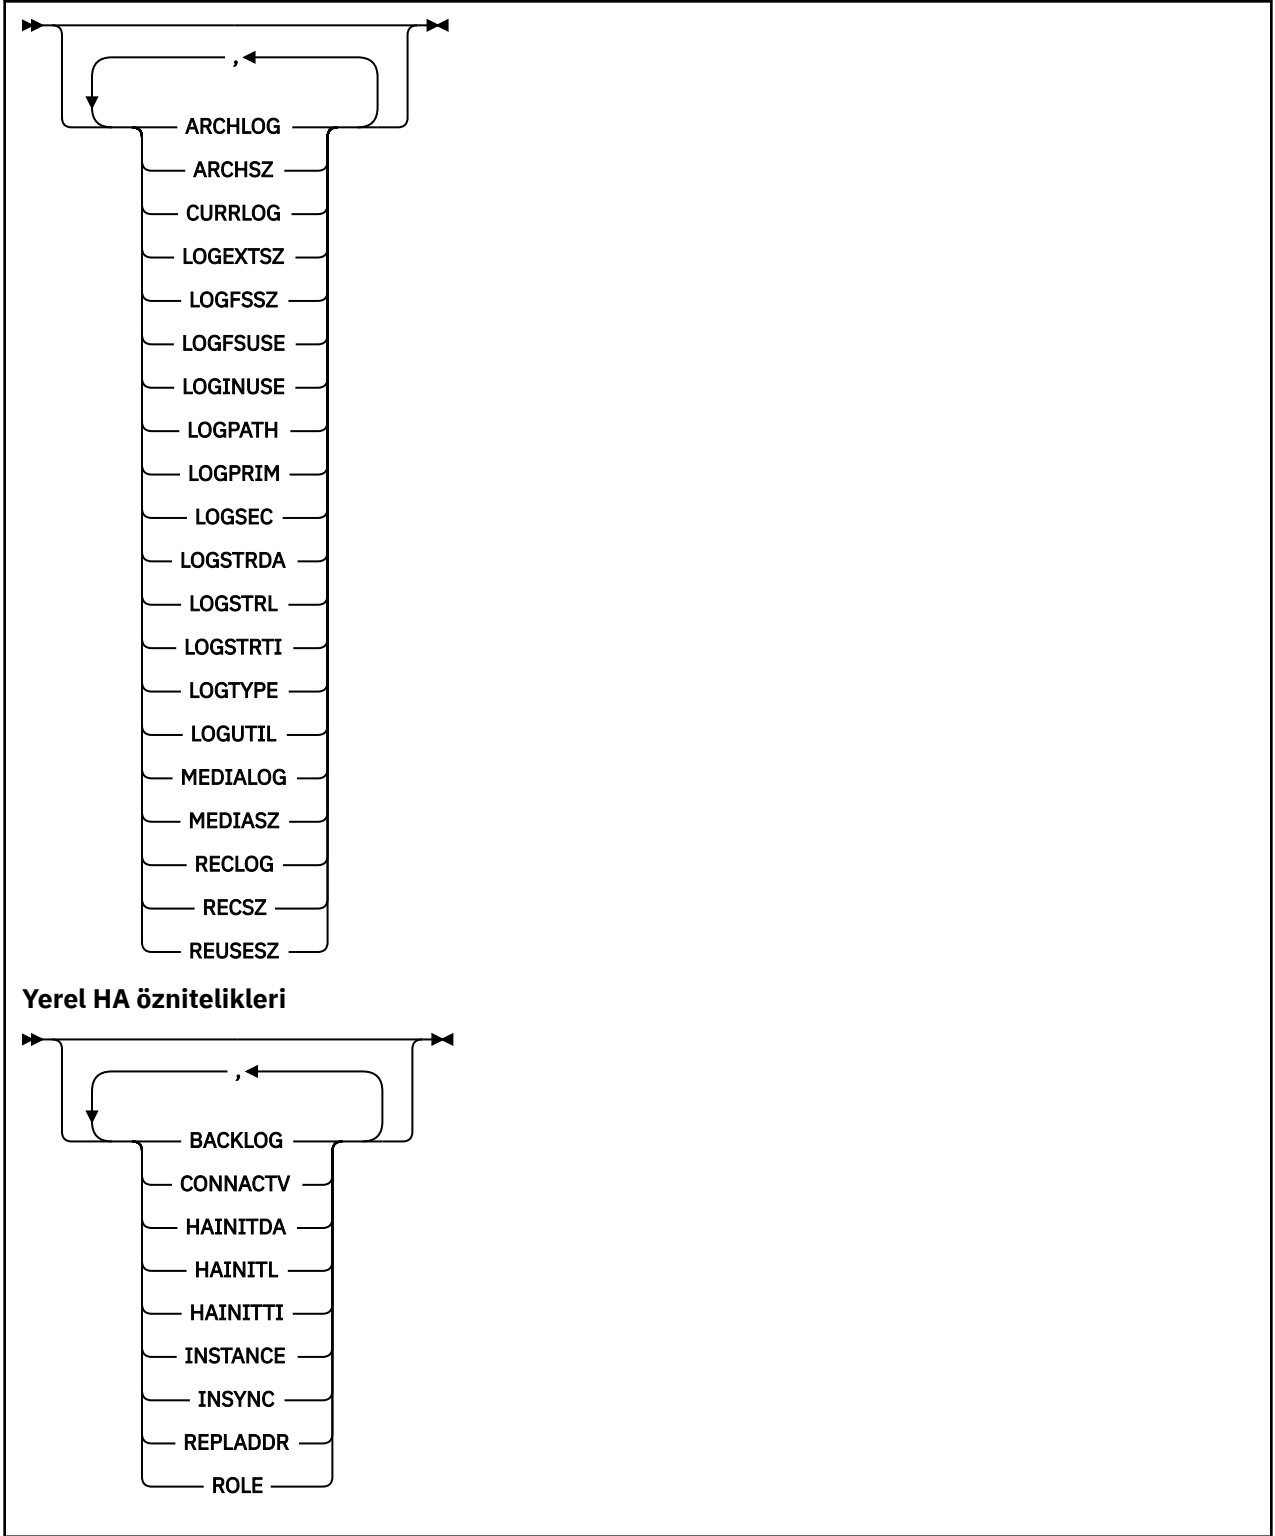 ,
ARCHLOG
ARCHSZ
CURRLOG
LOGEXTSZ
LOGFSSZ
LOGFSUSE
LOGINUSE
LOGPATH
LOGPRIM
LOGSEC
LOGSTRDA
LOGSTRL
LOGSTRTI
LOGTYPE
LOGUTIL
MEDIALOG
MEDIASZ
RECLOG
RECSZ
REUSESZ
Yerel HA öznitelikleri
,
BACKLOG
CONNACTV
HAINITDA
HAINITL
HAINITTI
INSTANCE
INSYNC
REPLADDR
ROLE